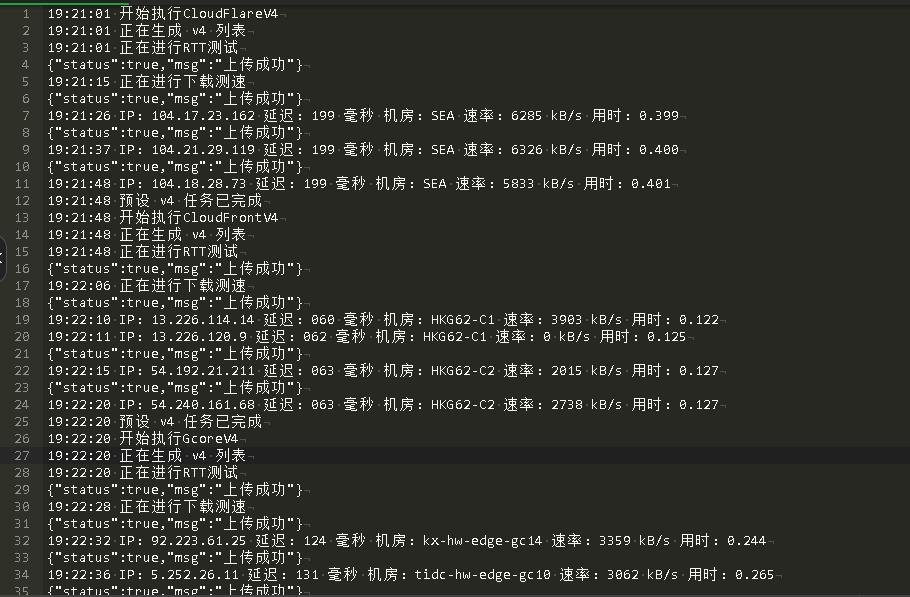 1 19:21:01 开始执行CloudFlareV4
2 19:21:01 正在生成 v4 列表
3 19:21:01 正在进行RTT测试
4 {"status":true,"msg":"上传成功"}
5 19:21:15 正在进行下载测速
6 {"status":true,"msg":"上传成功"}
7 19:21:26 IP: 104.17.23.162 延迟: 199 毫秒 机房: SEA 速率: 6285 kB/s 用时: 0.399
8 {"status":true,"msg":"上传成功"}
9 19:21:37 IP: 104.21.29.119 延迟: 199 毫秒 机房: SEA 速率: 6326 kB/s 用时: 0.400
10 {"status":true,"msg":"上传成功"}
11 19:21:48 IP: 104.18.28.73 延迟: 199 毫秒 机房: SEA 速率: 5833 kB/s 用时: 0.401
12 19:21:48 预设 v4 任务已完成
13 19:21:48 开始执行CloudFrontV4
14 19:21:48 正在生成 v4 列表
15 19:21:48 正在进行RTT测试
16 {"status":true,"msg":"上传成功"}
17 19:22:06 正在进行下载测速
18 {"status":true,"msg":"上传成功"}
19 19:22:10 IP: 13.226.114.14 延迟: 060 毫秒 机房: HKG62-C1 速率: 3903 kB/s 用时: 0.122
20 19:22:11 IP: 13.226.120.9 延迟: 062 毫秒 机房: HKG62-C1 速率: 0 kB/s 用时: 0.125
21 {"status":true,"msg":"上传成功"}
22 19:22:15 IP: 54.192.21.211 延迟: 063 毫秒 机房: HKG62-C2 速率: 2015 kB/s 用时: 0.127
23 {"status":true,"msg":"上传成功"}
24 19:22:20 IP: 54.240.161.68 延迟: 063 毫秒 机房: HKG62-C2 速率: 2738 kB/s 用时: 0.127
25 19:22:20 预设 v4 任务已完成
26 19:22:20 开始执行GcoreV4
27 19:22:20 正在生成 v4 列表
28 19:22:20 正在进行RTT测试
29 {"status":true,"msg":"上传成功"}
30 19:22:28 正在进行下载测速
31 {"status":true,"msg":"上传成功"}
32 19:22:32 IP: 92.223.61.25 延迟: 124 毫秒 机房: kx-hw-edge-gc14 速率: 3359 kB/s 用时: 0.244
33 {"status":true,"msg":"上传成功"}
34 19:22:36 IP: 5.252.26.11 延迟: 131 毫秒 机房: tidc-hw-edge-gc10 速率: 3062 kB/s 用时: 0.265
35 {"status":true,"msg":"上传成功"}